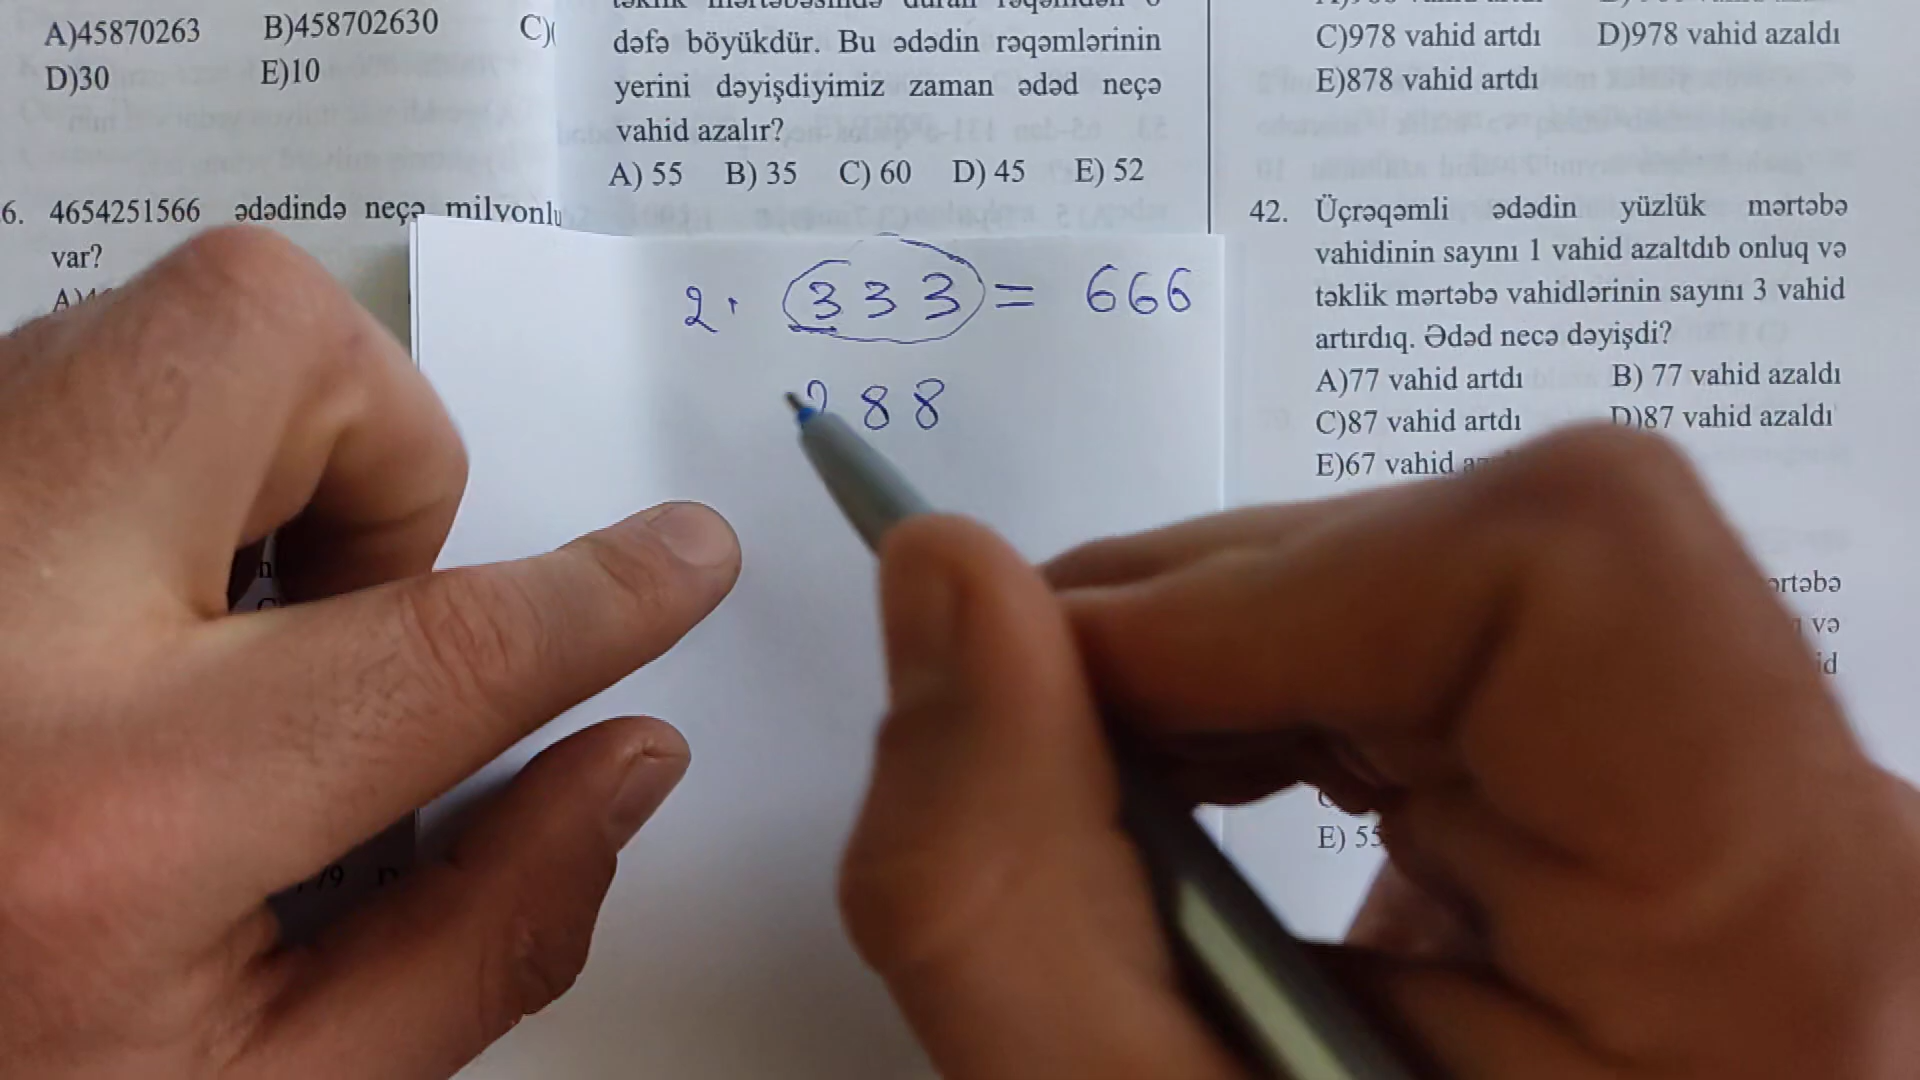 A)45870263 B)458702630 C)
D)30 E)10
6. 4654251566 ədədində neçə milyonlu
var?
dəfə böyükdür. Bu ədədin rəqəmlərinin
yerini dəyişdiyimiz zaman ədəd neçə
vahid azalır?
A) 55 B) 35 C) 60 D) 45 E) 52
2. 333 = 666
88
C)978 vahid artdı D)978 vahid azaldı
E)878 vahid artdı
42. Üçrəqəmli ədədin yüzlük mərtəbə
vahidinin sayını 1 vahid azaltdıb onluq və
təklik mərtəbə vahidlərinin sayını 3 vahid
artırdıq. Ədəd necə dəyişdi?
A)77 vahid artdı B) 77 vahid azaldı
C)87 vahid artdı D)87 vahid azaldı
E)67 vahid
ərtəbə
və
id
E) 55